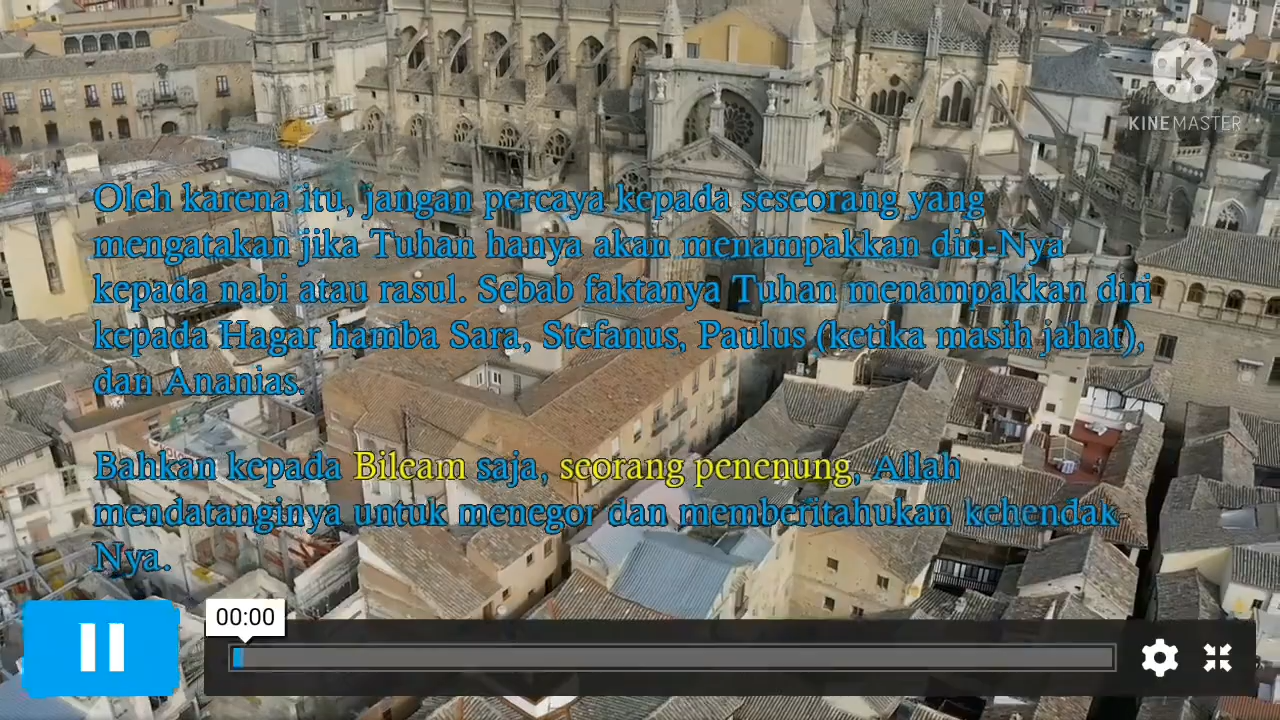 KINEMASTER
Oleh karena itu, jangan percaya kepada seseorang yang
mengatakan jika Tuhan hanya akan menampakkan diri-Nya
kepada nabi atau rasul. Sebab faktanya Tuhan menampakkan diri
kepada Hagar hamba Sara, Stefanus, Paulus (ketika masih jahat),
dan Ananias.
Bahkan kepada Bileam saja, seorang penenung, Allah
mendatanginya untuk menegor dan memberitahukan kehendak-
Nya.
00:00